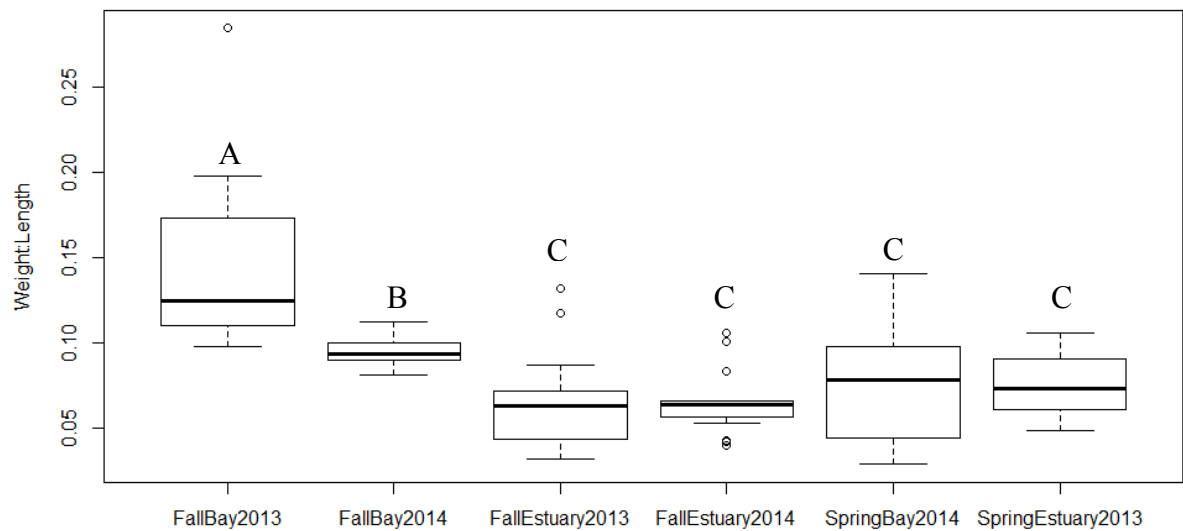 Weight:Length
0.25
0.20
0.15
0.10
0.05
A
B
C
C
C
C
FallBay2013
FallBay2014
FallEstuary2013
FallEstuary2014
SpringBay2014
SpringEstuary2013